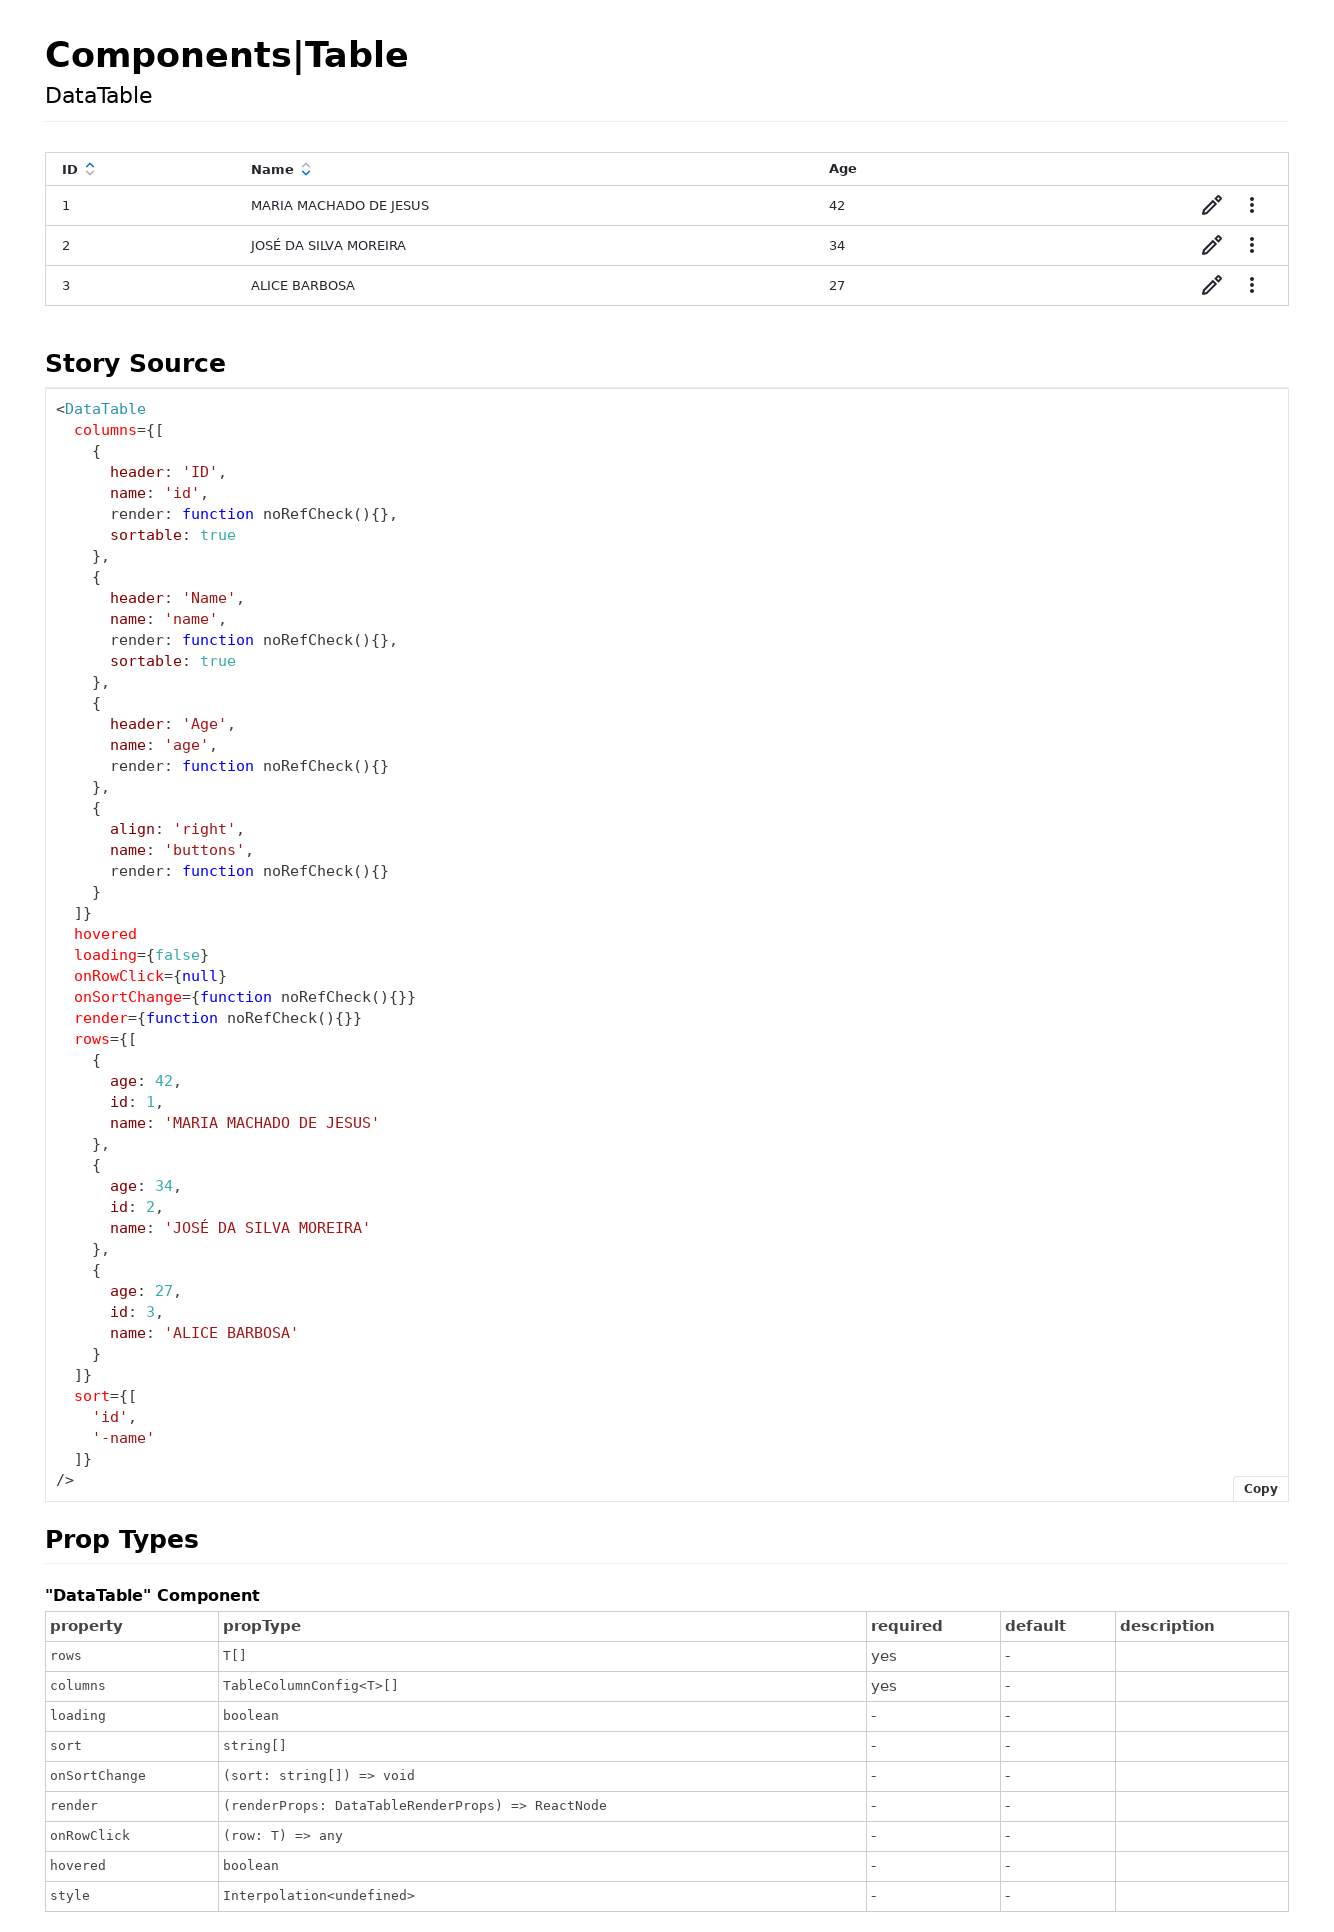 Components|Table
DataTable
ID Name Age
1 MARIA MACHADO DE JESUS 42
2 JOSÉ DA SILVA MOREIRA 34
3 ALICE BARBOSA 27
Story Source
<DataTable
  columns={[
    {
      header: 'ID',
      name: 'id',
      render: function noRefCheck(){},
      sortable: true
    },
    {
      header: 'Name',
      name: 'name',
      render: function noRefCheck(){},
      sortable: true
    },
    {
      header: 'Age',
      name: 'age',
      render: function noRefCheck(){}
    },
    {
      align: 'right',
      name: 'buttons',
      render: function noRefCheck(){}
    }
  ]}
  hovered
  loading={false}
  onRowClick={null}
  onSortChange={function noRefCheck(){}}
  render={function noRefCheck(){}}
  rows={[
    {
      age: 42,
      id: 1,
      name: 'MARIA MACHADO DE JESUS'
    },
    {
      age: 34,
      id: 2,
      name: 'JOSÉ DA SILVA MOREIRA'
    },
    {
      age: 27,
      id: 3,
      name: 'ALICE BARBOSA'
    }
  ]}
  sort={[
    'id',
    '-name'
  ]}
/>
Copy
Prop Types
"DataTable" Component
property propType required default description
rows T[] yes -
columns TableColumnConfig<T>[] yes -
loading boolean - -
sort string[] - -
onSortChange (sort: string[]) => void - -
render (renderProps: DataTableRenderProps) => ReactNode - -
onRowClick (row: T) => any - -
hovered boolean - -
style Interpolation<undefined> - -